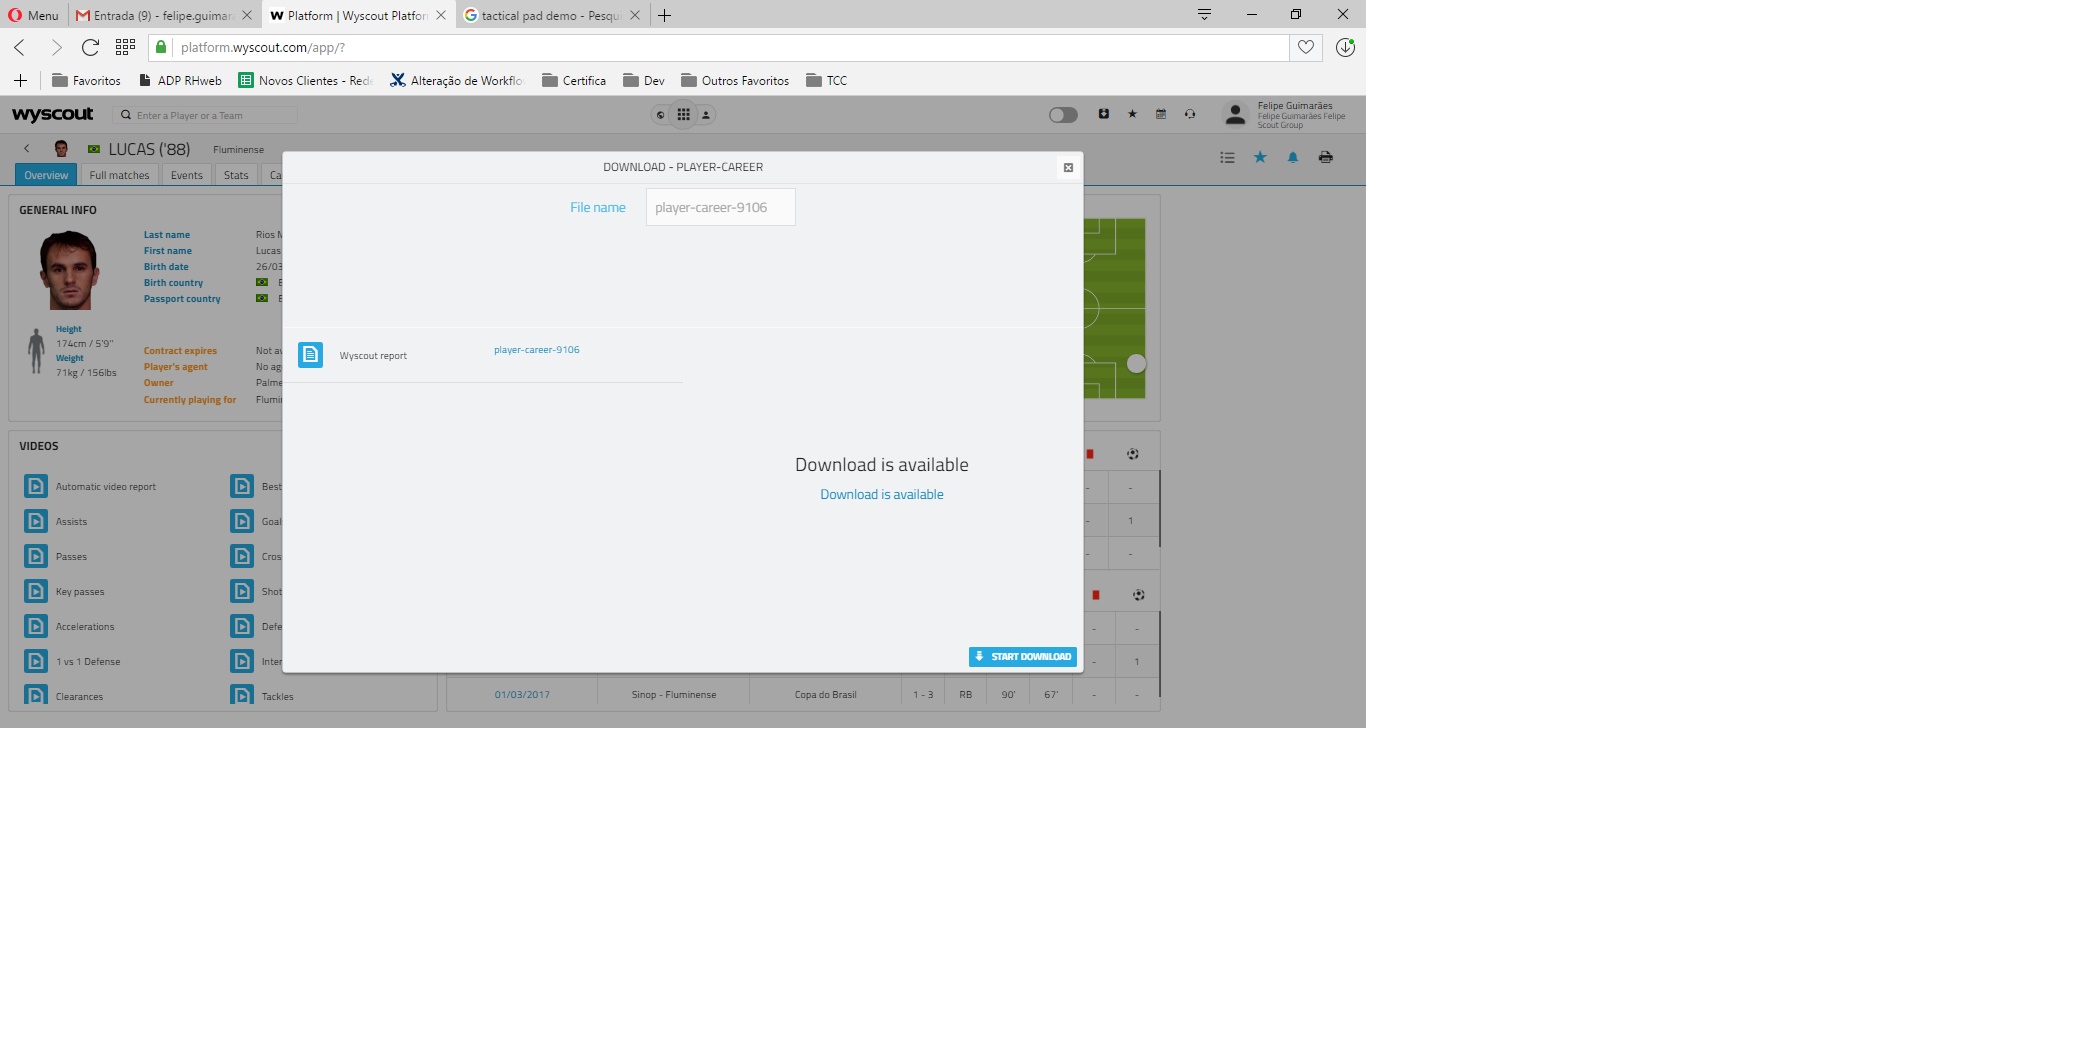 Menu
Entrada (9) - felipe.guimar
Platform | Wyscout Platfor
tactical pad demo - Pesqu
platform.wyscout.com/app/?
Favoritos
ADP RHweb
Novos Clientes - Red
Alteração de Workflo
Certifica
Dev
Outros Favoritos
TCC
wyscout
Enter a Player or a Team
Felipe Guimarães
Felipe Guimarães Felipe
Scout Group
LUCAS ('88)
Fluminense
Overview
Full matches
Events
Stats
Ca
DOWNLOAD - PLAYER-CAREER
File name
player-career-9106
Wyscout report
player-career-9106
Download is available
Download is available
START DOWNLOAD
GENERAL INFO
Last name Rios M
First name Lucas
Birth date 26/03
Birth country
Passport country
Height
174cm / 5'9"
Weight
71kg / 156lbs
Contract expires Not av
Player's agent No ag
Owner Palme
Currently playing for Flumi
VIDEOS
Automatic video report Best
Assists Goal
Passes Cros
Key passes Shot
Accelerations Defe
1 vs 1 Defense Inter
Clearances Tackles
- -
- 1
- -
- -
- 1
01/03/2017 Sinop - Fluminense Copa do Brasil 1 - 3 RB 90' 67' - -